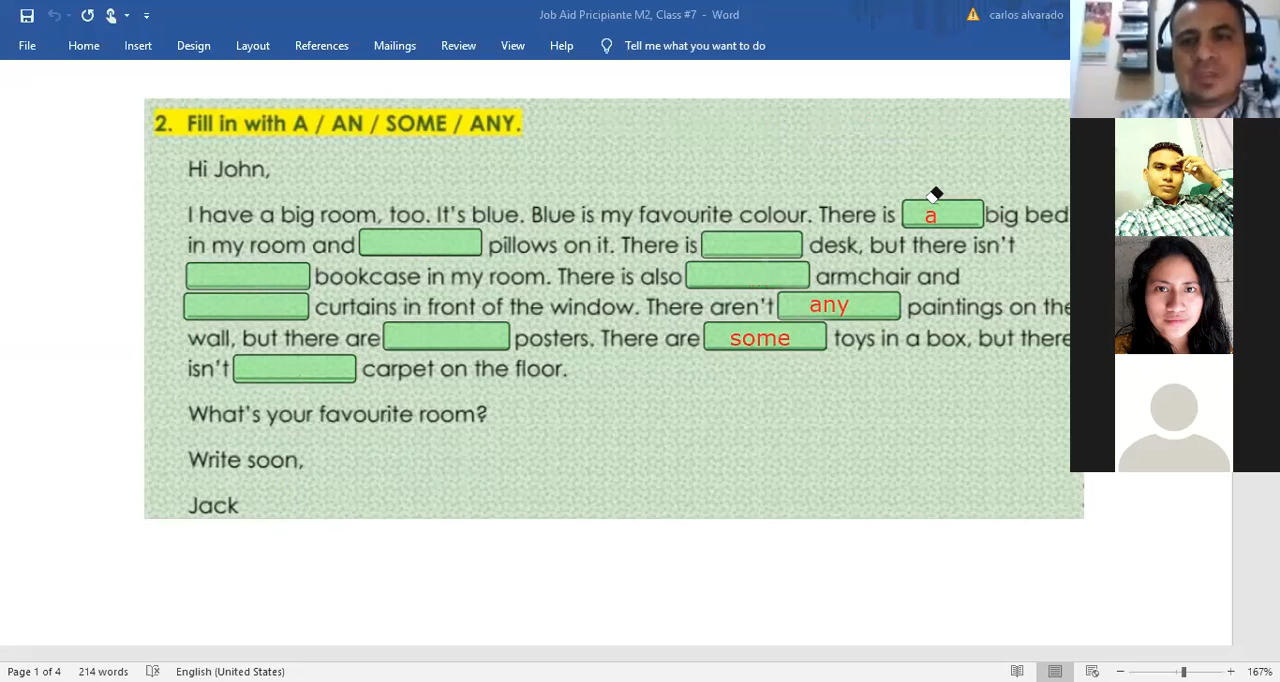 Job Aid Pricipiante M2, Class #7 - Word
carlos alvarado
File Home Insert Design Layout References Mailings Review View Help Tell me what you want to do
2. Fill in with A / AN / SOME / ANY.
Hi John,
I have a big room, too. It's blue. Blue is my favourite colour. There is a big bed
in my room and pillows on it. There is desk, but there isn't
bookcase in my room. There is also armchair and
curtains in front of the window. There aren't any paintings on the
wall, but there are posters. There are some toys in a box, but there
isn't carpet on the floor.
What's your favourite room?
Write soon,
Jack
Page 1 of 4 214 words English (United States) 167%